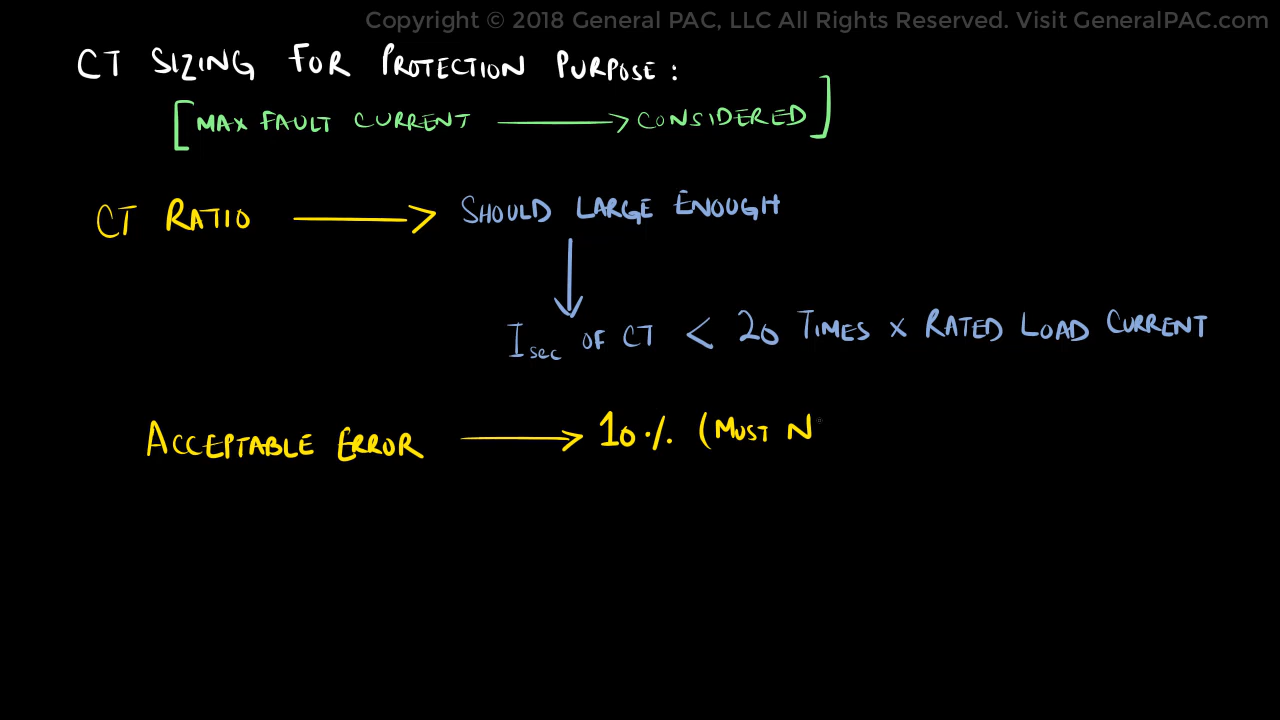 Copyright © 2018 General PAC, LLC All Rights Reserved. Visit GeneralPAC.com
CT SIZING FOR PROTECTION PURPOSE:
[MAX FAULT CURRENT → CONSIDERED]
CT RATIO → SHOULD LARGE ENOUGH
↓
Isec OF CT < 20 TIMES x RATED LOAD CURRENT
ACCEPTABLE ERROR → 10% (MUST N